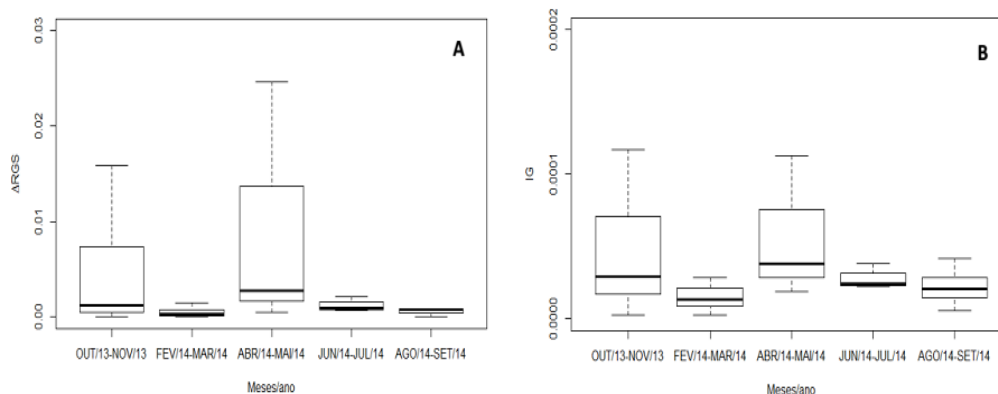 A
ΔRGS
0.03
0.02
0.01
0.00
OUT/13-NOV/13 FEV/14-MAR/14 ABR/14-MAI/14 JUN/14-JUL/14 AGO/14-SET/14
Meses/ano
B
IG
0.0002
0.0001
0.0000
OUT/13-NOV/13 FEV/14-MAR/14 ABR/14-MAI/14 JUN/14-JUL/14 AGO/14-SET/14
Meses/ano